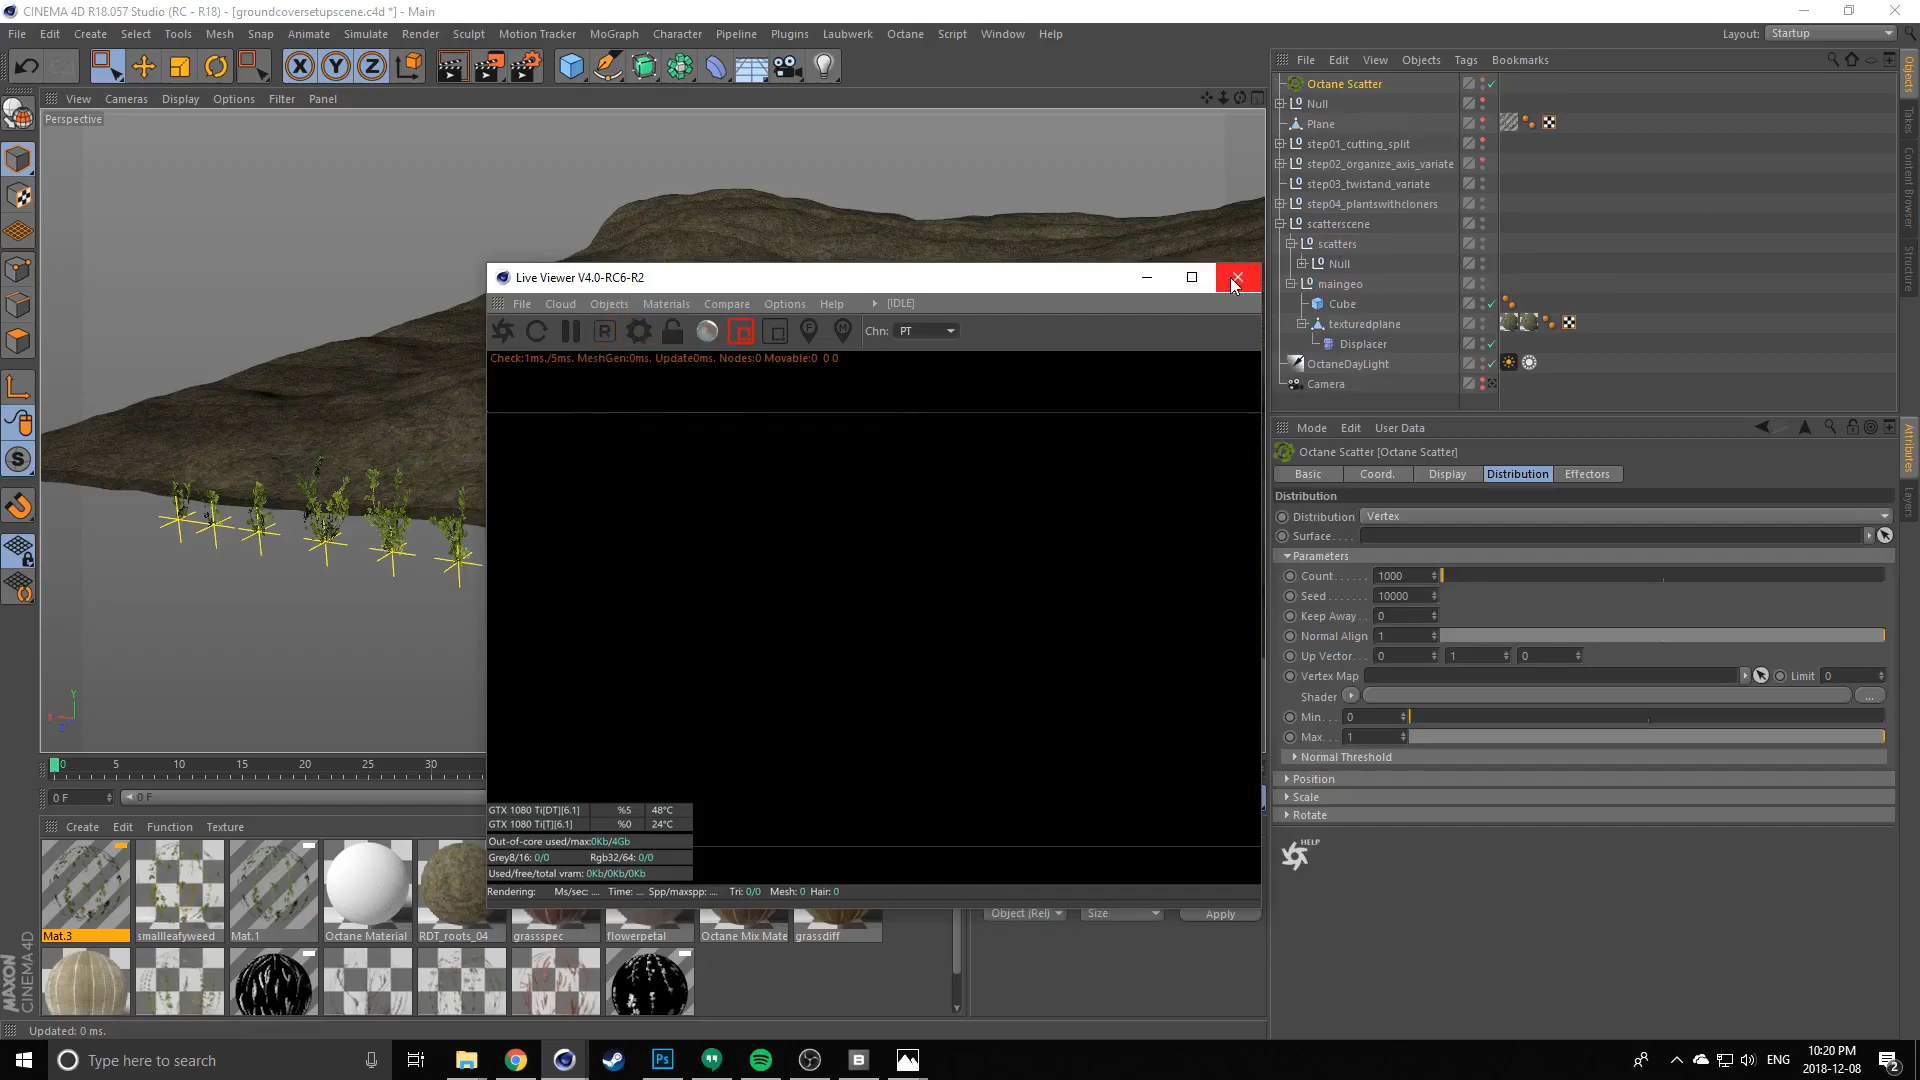 CINEMA 4D R18.057 Studio (RC - R18) - [groundcoversetupscene.c4d *] - Main
File Edit Create Select Tools Mesh Snap Animate Simulate Render Sculpt Motion Tracker MoGraph Character Pipeline Plugins Laubwerk Octane Script Window Help Layout: Startup
View Cameras Display Options Filter Panel
Perspective
X Y Z
File Edit View Objects Tags Bookmarks
Octane Scatter
Null
Plane
step01_cutting_split
step02_organize_axis_variate
step03_twistand_variate
step04_plantswithcloners
scatterscene
scatters
Null
maingeo
Cube
texturedplane
Displacer
OctaneDayLight
Camera
Objects
Takes
Content Browser
Structure
Live Viewer V4.0-RC6-R2
File Cloud Objects Materials Compare Options Help [IDLE]
Chn: PT
Check:1ms./5ms. MeshGen:0ms. Update0ms. Nodes:0 Movable:0 0 0
GTX 1080 Ti[DT][6.1] %5 48°C
GTX 1080 Ti[T][6.1] %0 24°C
Out-of-core used/max:0Kb/4Gb
Grey8/16: 0/0 Rgb32/64: 0/0
Used/free/total vram: 0Kb/0Kb/0Kb
Rendering: Ms/sec: .... Time: .... Spp/maxspp: .... Tri: 0/0 Mesh: 0 Hair: 0
Mode Edit User Data
Octane Scatter [Octane Scatter]
Basic Coord. Display Distribution Effectors
Distribution
Distribution Vertex
Surface. . . .
Parameters
Count. . . . . . 1000
Seed . . . . . . . 10000
Keep Away. . 0
Normal Align 1
Up Vector. . . 0 1 0
Vertex Map Limit 0
Shader ...
Min. . . 0
Max. . 1
Normal Threshold
Position
Scale
Rotate
HELP
Attributes
Layers
0 5 10 15 20 25 30
0 F 0 F
Create Edit Function Texture
Mat.3 smallleafyweed Mat.1 Octane Material RDT_roots_04 grassspec flowerpetal Octane Mix Mate grassdiff
Object (Rel) Size Apply
MAXON
CINEMA 4D
Updated: 0 ms.
Type here to search
ENG
10:20 PM
2018-12-08
2